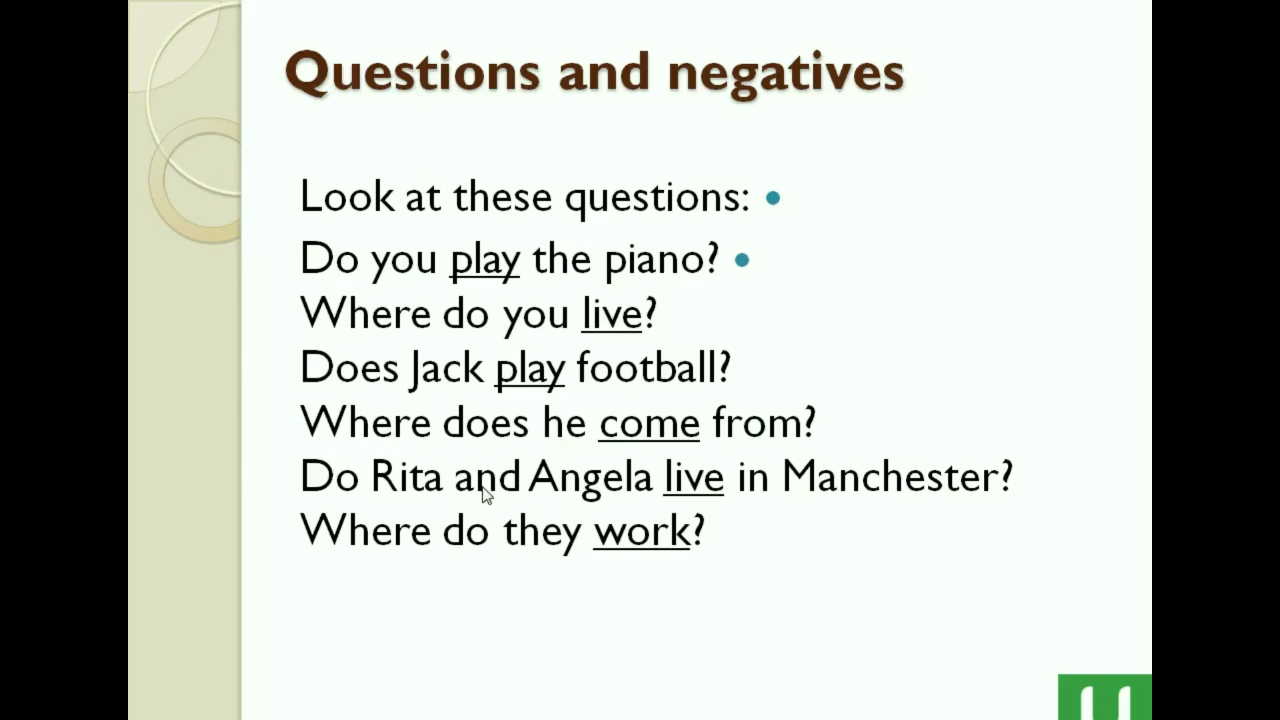 Questions and negatives
Look at these questions:
Do you play the piano?
Where do you live?
Does Jack play football?
Where does he come from?
Do Rita and Angela live in Manchester?
Where do they work?